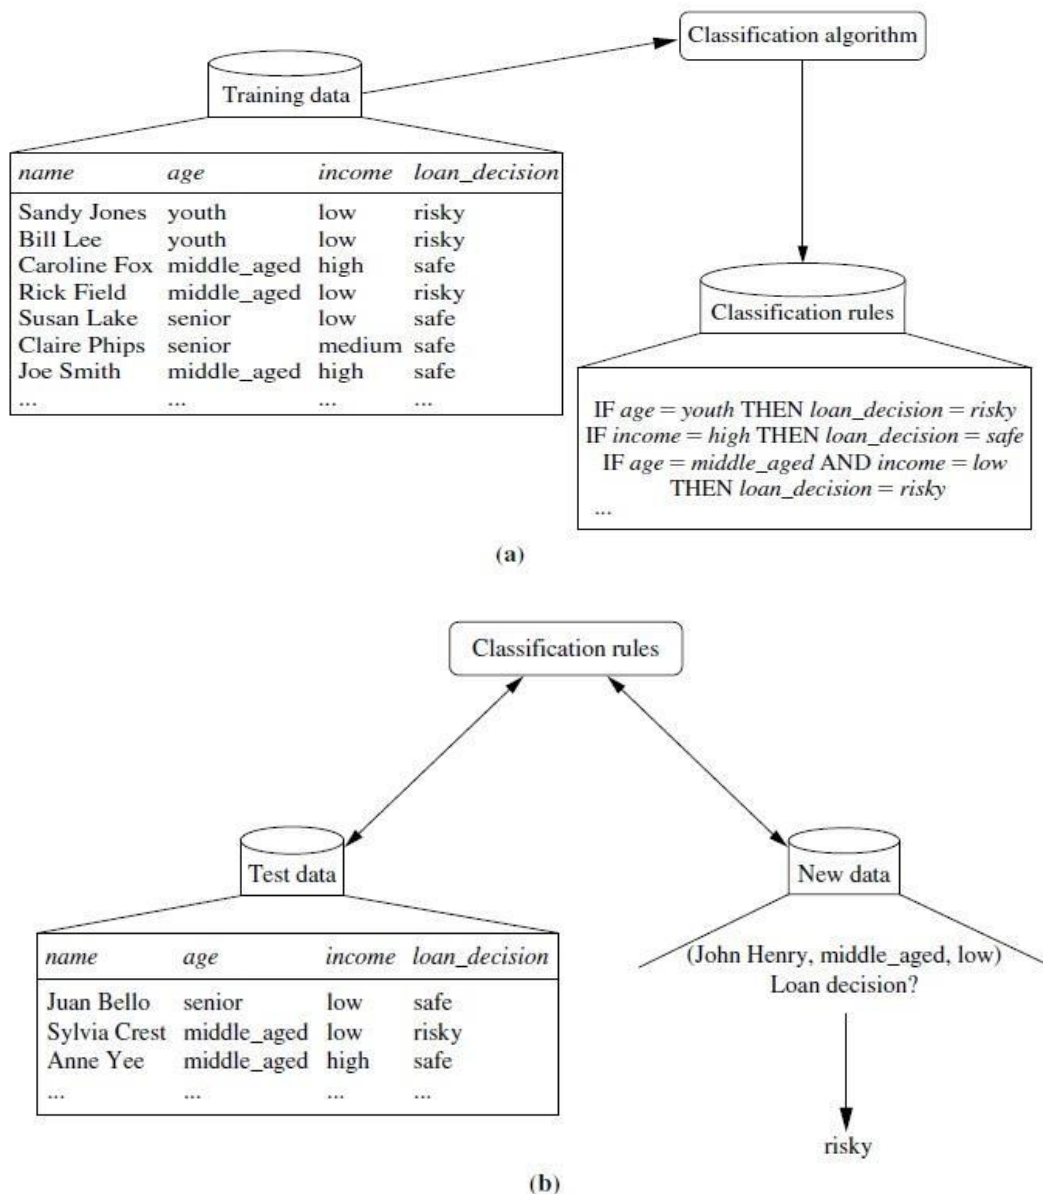 Classification algorithm
Training data
name age income loan_decision
Sandy Jones youth low risky
Bill Lee youth low risky
Caroline Fox middle_aged high safe
Rick Field middle_aged low risky
Susan Lake senior low safe
Claire Phips senior medium safe
Joe Smith middle_aged high safe
... ... ... ...
Classification rules
IF age = youth THEN loan_decision = risky
IF income = high THEN loan_decision = safe
IF age = middle_aged AND income = low
THEN loan_decision = risky
...
(a)
Classification rules
Test data
name age income loan_decision
Juan Bello senior low safe
Sylvia Crest middle_aged low risky
Anne Yee middle_aged high safe
... ... ... ...
New data
(John Henry, middle_aged, low)
Loan decision?
risky
(b)